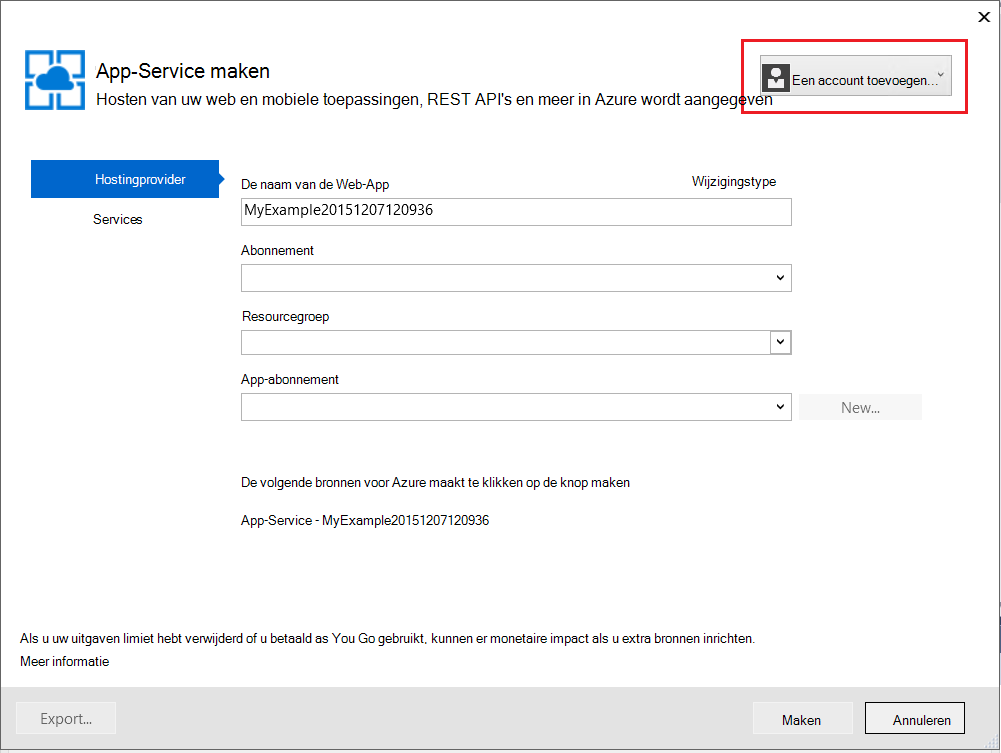 App-Service maken
Een account toevoegen...
Hosten van uw web en mobiele toepassingen, REST API's en meer in Azure wordt aangegeven
Hostingprovider
Services
De naam van de Web-App
Wijzigingstype
MyExample20151207120936
Abonnement
Resourcegroep
App-abonnement
New...
De volgende bronnen voor Azure maakt te klikken op de knop maken
App-Service - MyExample20151207120936
Als u uw uitgaven limiet hebt verwijderd of u betaald as You Go gebruikt, kunnen er monetaire impact als u extra bronnen inrichten.
Meer informatie
Export...
Maken
Annuleren